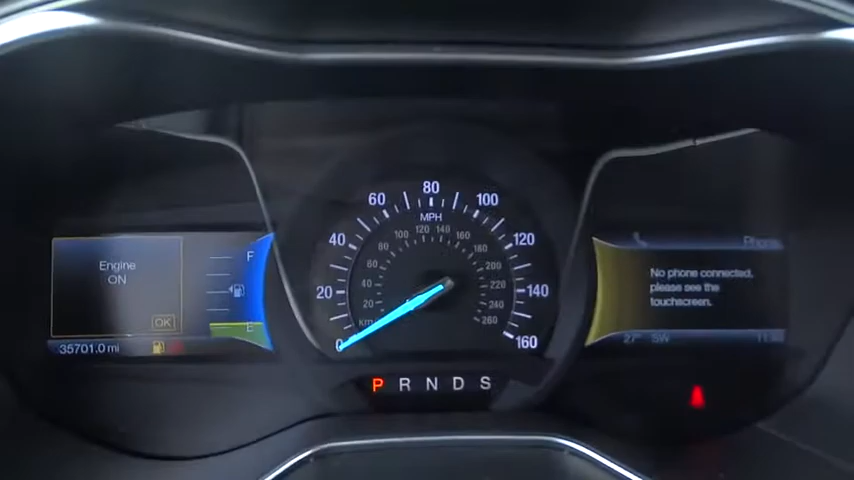 Engine
ON
OK
35701.0 mi
F
E
0
20
40
60
80
100
120
140
160
MPH
km/h
20
40
60
80
100
120
140
160
200
220
240
260
P R N D S
Phone
No phone connected,
please see the
touchscreen.
27° SW